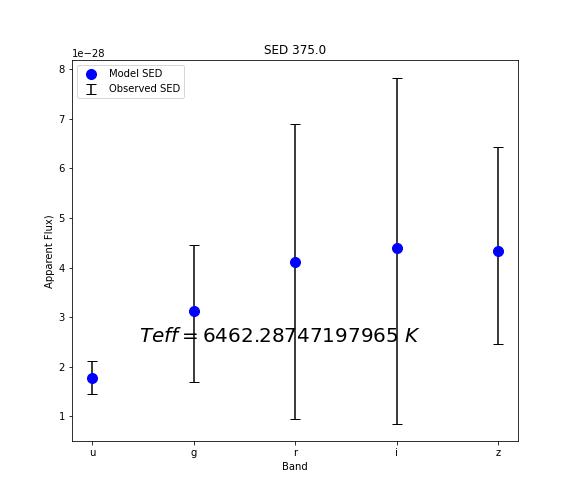 SED 375.0
1e−28
Model SED
Observed SED
8
7
6
5
4
3
2
1
Apparent Flux)
Teff = 6462.28747197965 K
u g r i z
Band